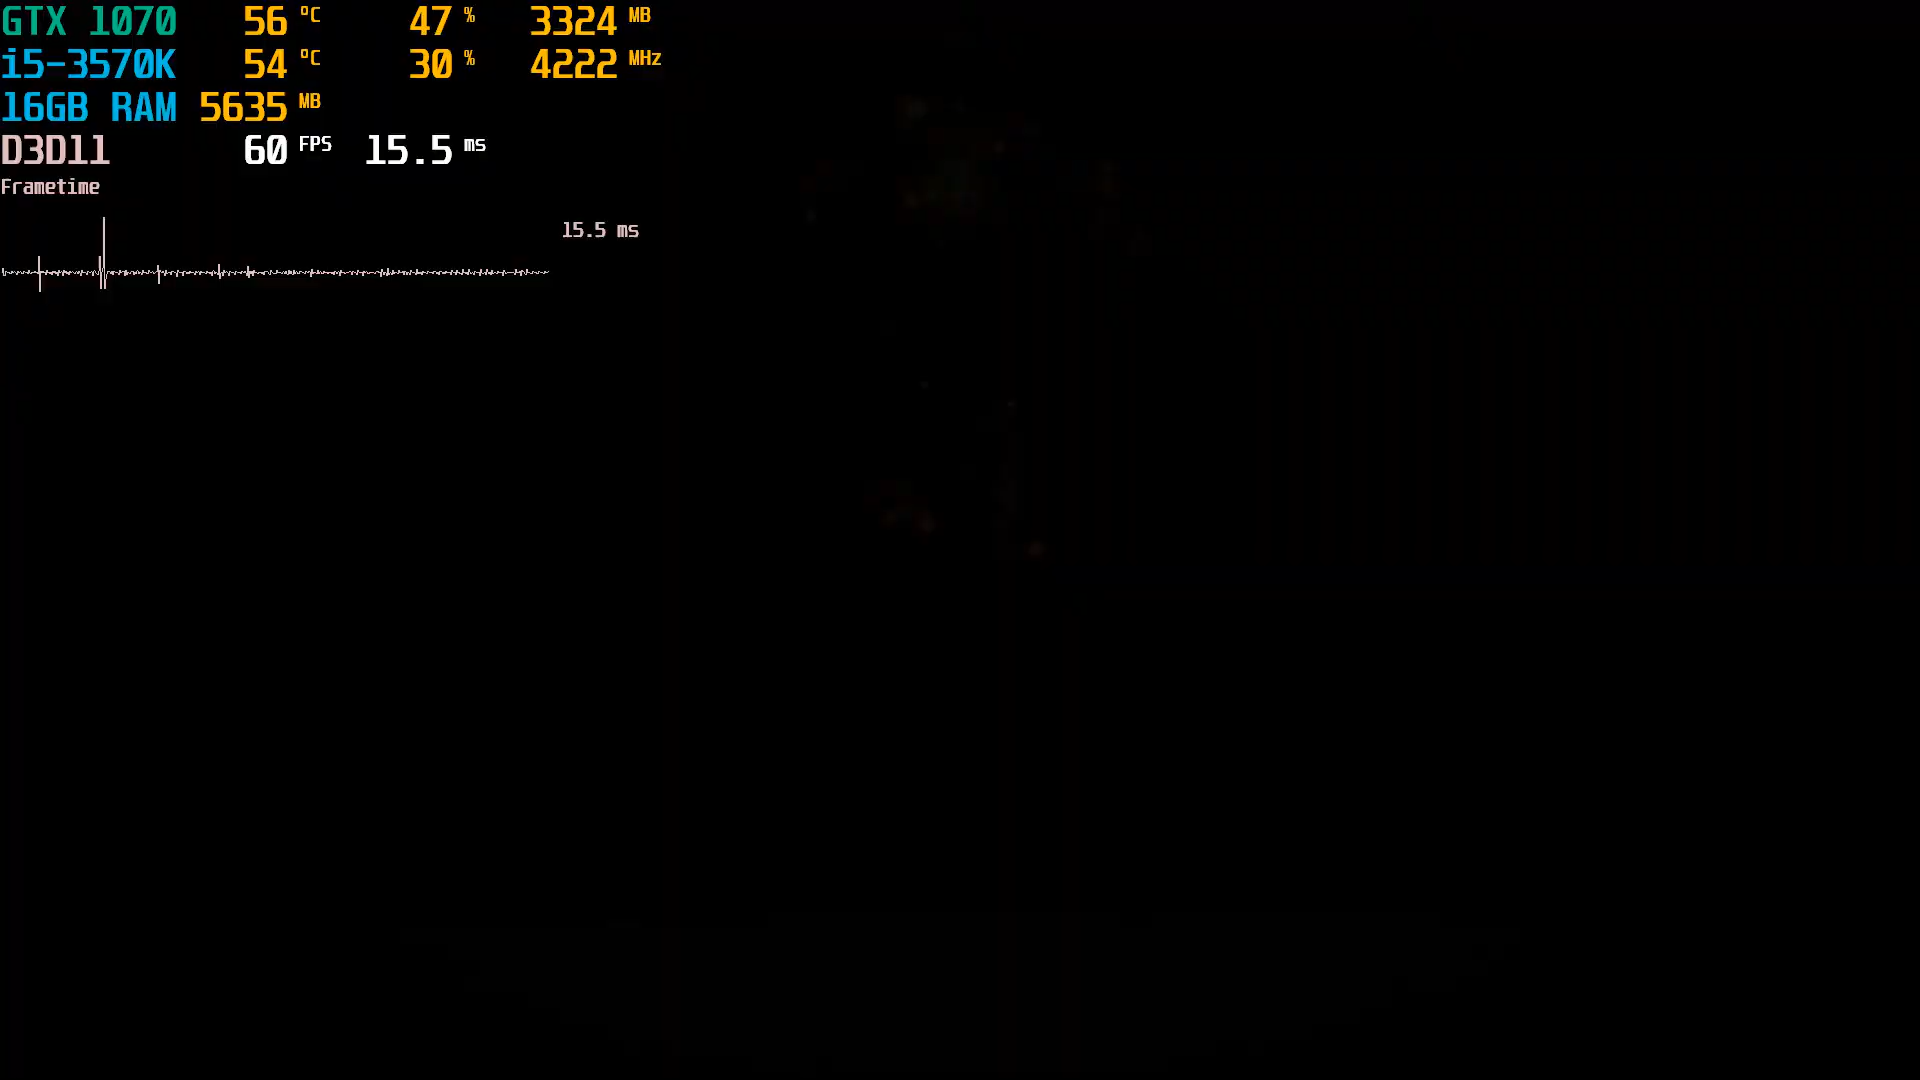 GTX 1070 56 °C 47 % 3324 MB
i5-3570K 54 °C 30 % 4222 MHz
16GB RAM 5635 MB
D3D11 60 FPS 15.5 ms
Frametime
15.5 ms